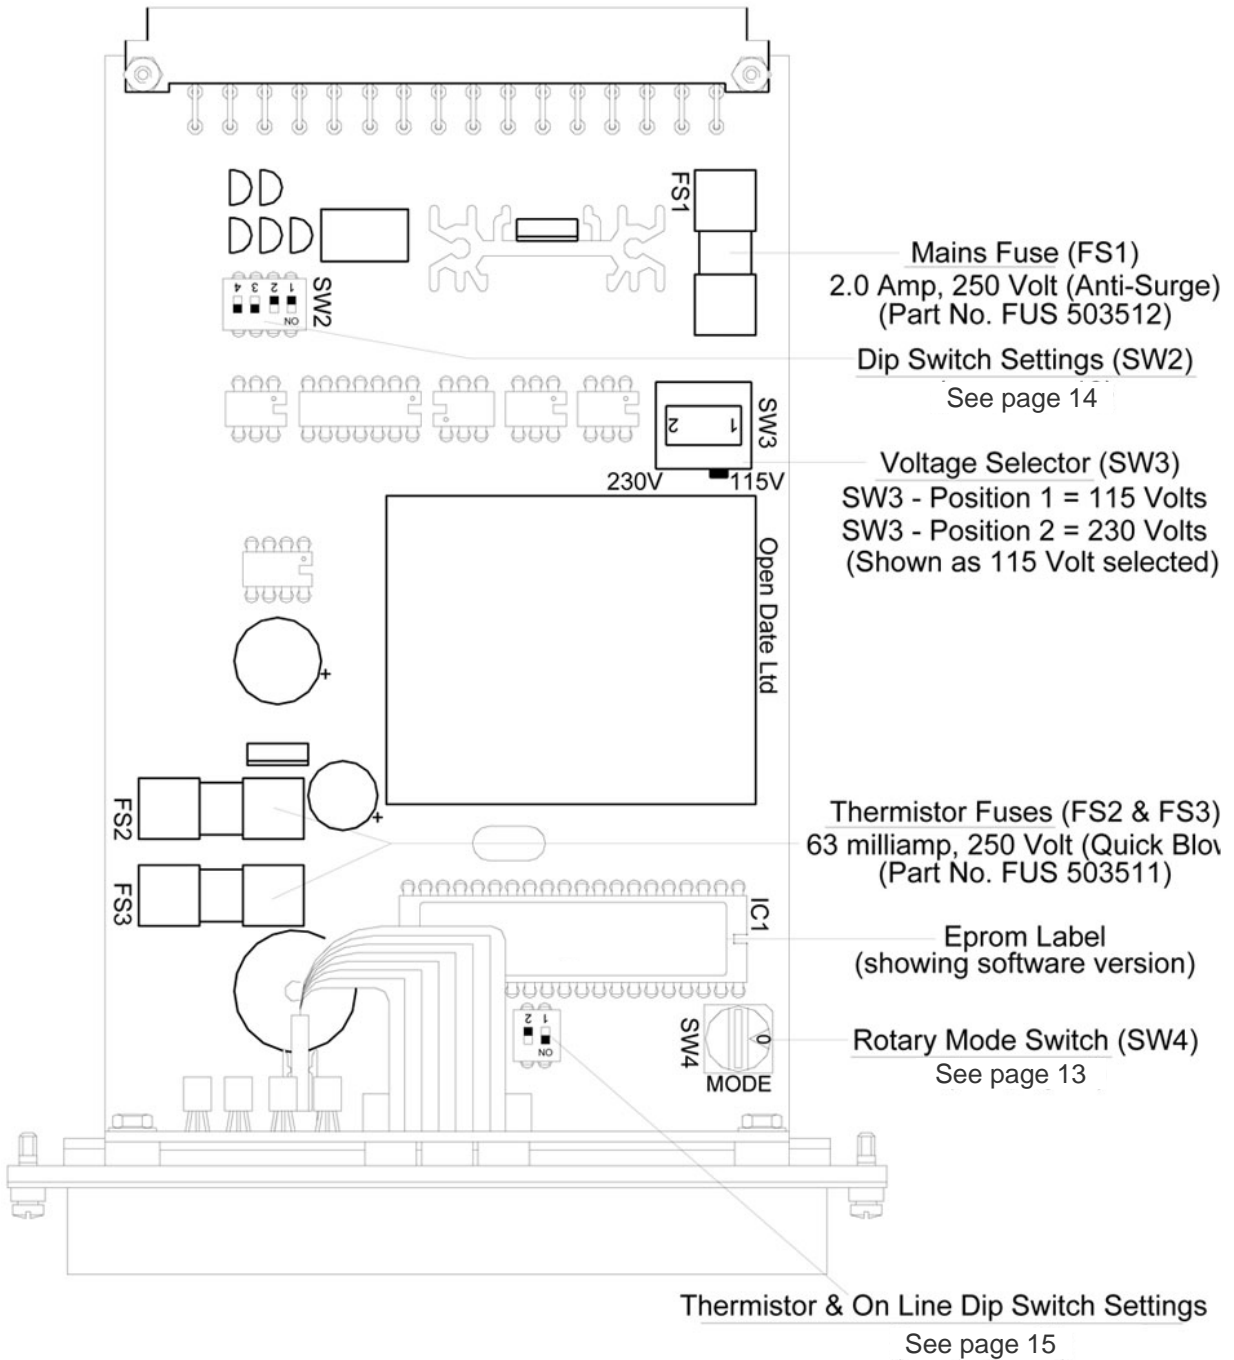 FS1
Mains Fuse (FS1)
2.0 Amp, 250 Volt (Anti-Surge)
(Part No. FUS 503512)
4 3 2 1
ON
SW2
Dip Switch Settings (SW2)
See page 14
2 1
SW3
230V
115V
Voltage Selector (SW3)
SW3 - Position 1 = 115 Volts
SW3 - Position 2 = 230 Volts
(Shown as 115 Volt selected)
Open Date Ltd
+
+
FS2
FS3
Thermistor Fuses (FS2 & FS3)
63 milliamp, 250 Volt (Quick Blo
(Part No. FUS 503511)
IC1
Eprom Label
(showing software version)
2 1
ON
SW4
0
MODE
Rotary Mode Switch (SW4)
See page 13
Thermistor & On Line Dip Switch Settings
See page 15